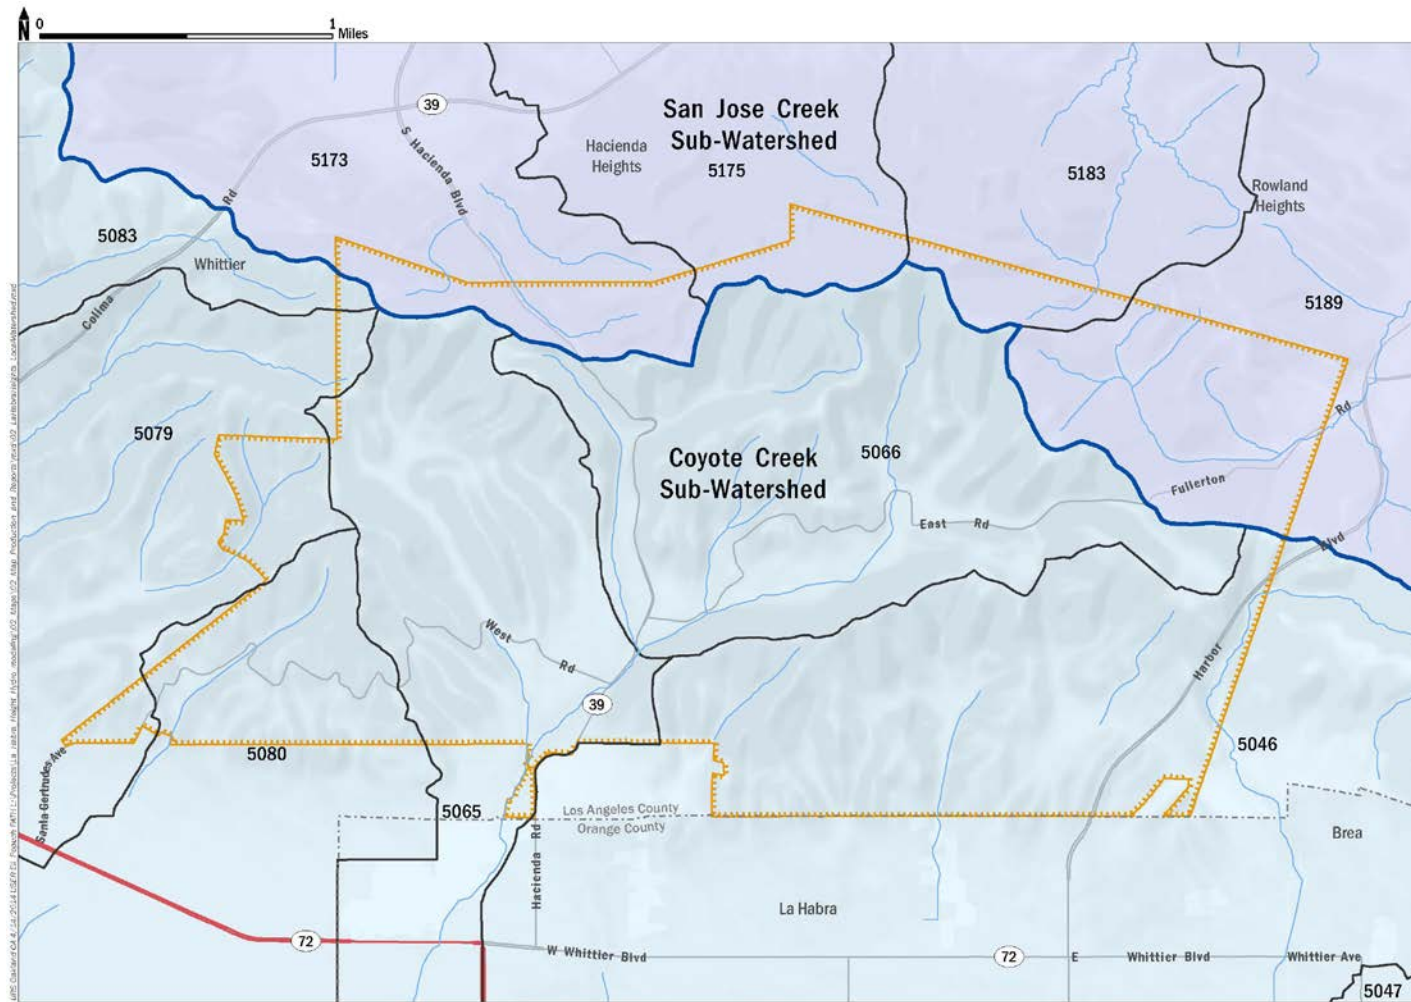 N
0
1
Miles
39
San Jose Creek
Sub-Watershed
5173
S Hacienda Blvd
Hacienda
Heights
5175
5183
Rowland
Heights
Rd
5083
Whittier
Colima
5189
5079
Coyote Creek
Sub-Watershed
5066
Rd
Fullerton
East Rd
Blvd
West
Rd
Harbor
39
5080
Santa Gertrudes Ave
5046
5065
Los Angeles County
Orange County
Hacienda Rd
Brea
La Habra
72
W Whittier Blvd
72
E
Whittier Blvd
Whittier Ave
5047